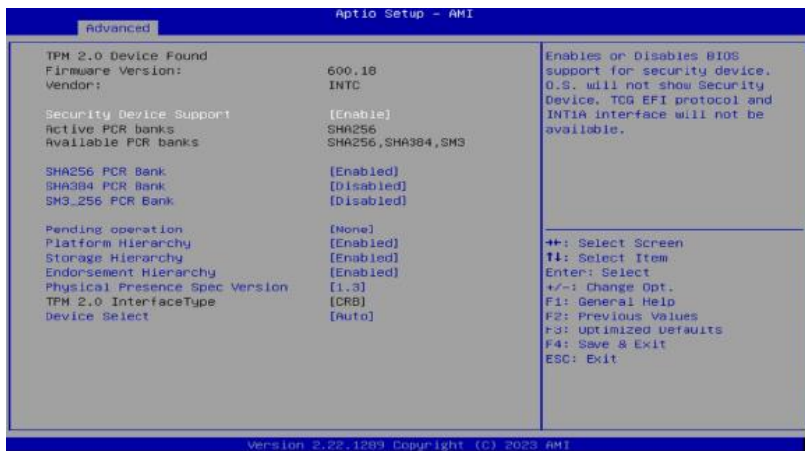 Aptio Setup - AMI
Advanced
TPM 2.0 Device Found
Firmware Version: 600.18
Vendor: INTC
Security Device Support [Enable]
Active PCR banks SHA256
Available PCR banks SHA256,SHA384,SM3
SHA256 PCR Bank [Enabled]
SHA384 PCR Bank [Disabled]
SM3_256 PCR Bank [Disabled]
Pending operation [None]
Platform Hierarchy [Enabled]
Storage Hierarchy [Enabled]
Endorsement Hierarchy [Enabled]
Physical Presence Spec Version [1.3]
TPM 2.0 InterfaceType [CRB]
Device Select [Auto]
Enables or Disables BIOS
support for security device.
O.S. will not show Security
Device. TCG EFI protocol and
INT1A interface will not be
available.
→←: Select Screen
↑↓: Select Item
Enter: Select
+/-: Change Opt.
F1: General Help
F2: Previous Values
F3: Optimized Defaults
F4: Save & Exit
ESC: Exit
Version 2.22.1289 Copyright (C) 2023 AMI